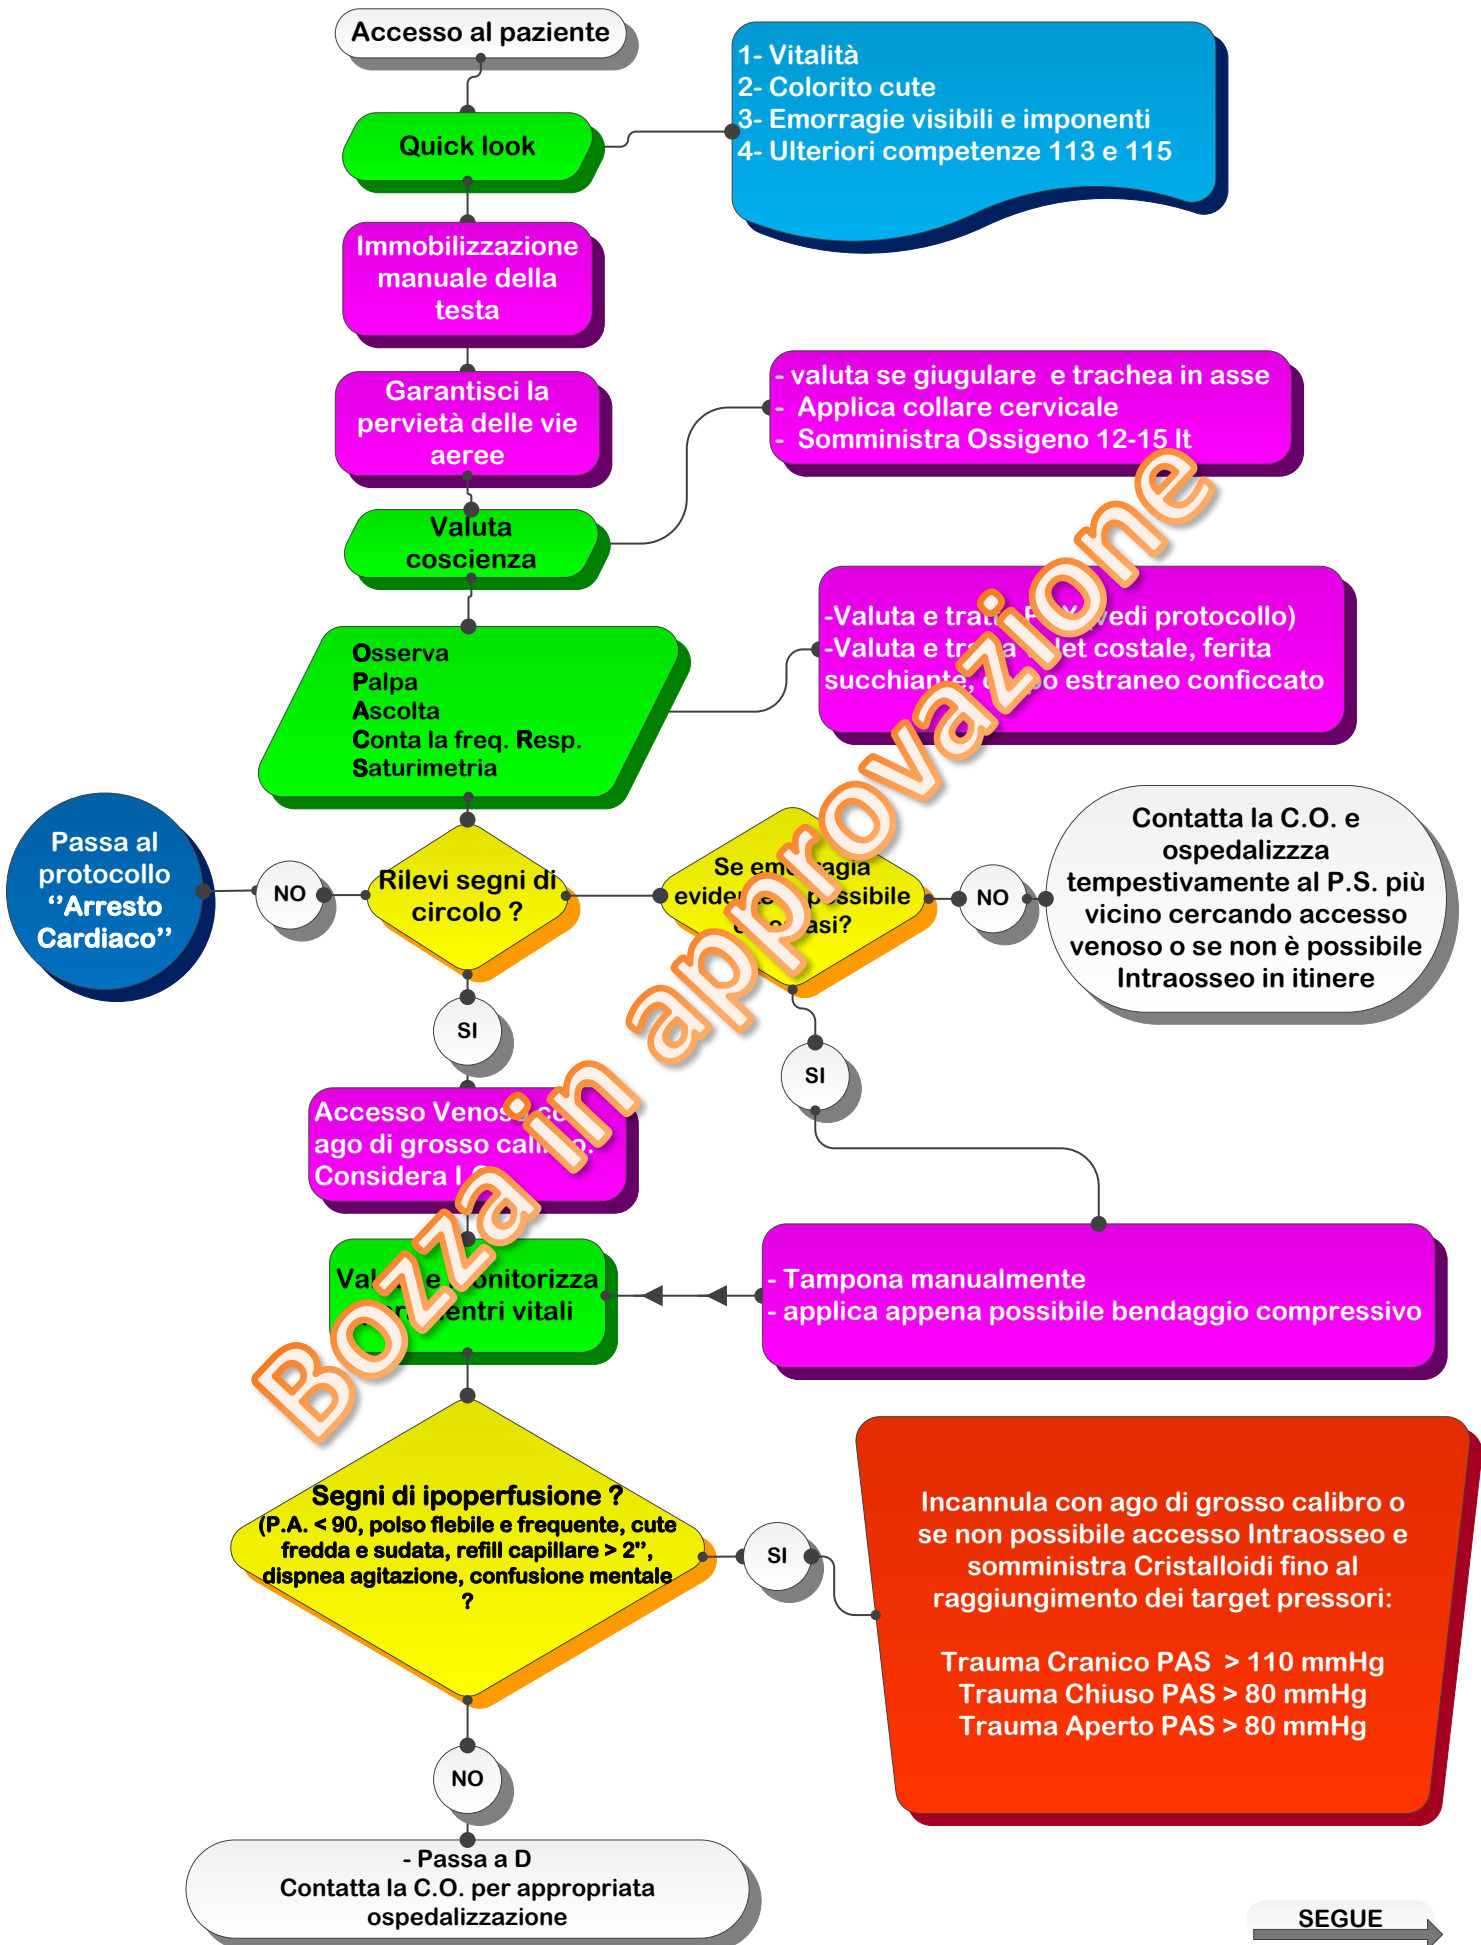 Accesso al paziente
Quick look
1- Vitalità
2- Colorito cute
3- Emorragie visibili e imponenti
4- Ulteriori competenze 113 e 115
Immobilizzazione
manuale della
testa
Garantisci la
pervietà delle vie
aeree
- valuta se giugulare e trachea in asse
- Applica collare cervicale
- Somministra Ossigeno 12-15 lt
Valuta
coscienza
Osserva
Palpa
Ascolta
Conta la freq. Resp.
Saturimetria
-Valuta e tratta vedi protocollo)
-Valuta e tratta costale, ferita
succhiante, corpo estraneo conficcato
Passa al
protocollo
‘’Arresto
Cardiaco’’
NO
Rilevi segni di
circolo ?
Se emorragia
evidente possibile
NO
Contatta la C.O. e
ospedalizzza
tempestivamente al P.S. più
vicino cercando accesso
venoso o se non è possibile
Intraosseo in itinere
SI
SI
Accesso Venoso con
ago di grosso calibro.
Considera
Valuta e monitorizza
parametri vitali
- Tampona manualmente
- applica appena possibile bendaggio compressivo
Segni di ipoperfusione ?
(P.A. < 90, polso flebile e frequente, cute
fredda e sudata, refill capillare > 2’’,
dispnea agitazione, confusione mentale
?
SI
Incannula con ago di grosso calibro o
se non possibile accesso Intraosseo e
somministra Cristalloidi fino al
raggiungimento dei target pressori:
Trauma Cranico PAS > 110 mmHg
Trauma Chiuso PAS > 80 mmHg
Trauma Aperto PAS > 80 mmHg
NO
- Passa a D
Contatta la C.O. per appropriata
ospedalizzazione
SEGUE
Bozza in approvazione